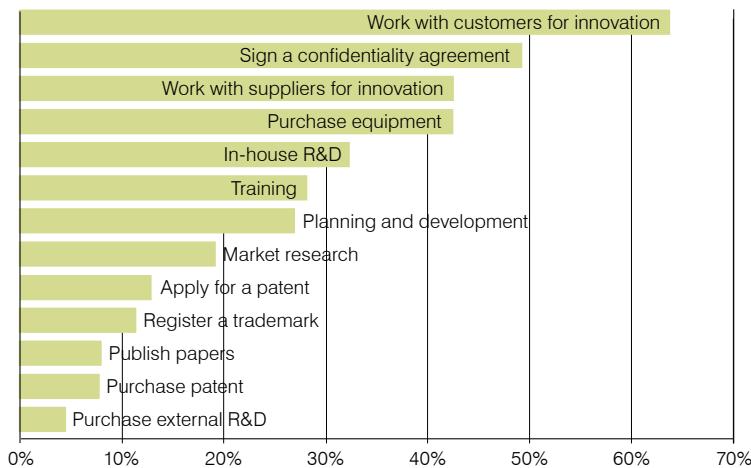 Work with customers for innovation
Sign a confidentiality agreement
Work with suppliers for innovation
Purchase equipment
In-house R&D
Training
Planning and development
Market research
Apply for a patent
Register a trademark
Publish papers
Purchase patent
Purchase external R&D
0% 10% 20% 30% 40% 50% 60% 70%